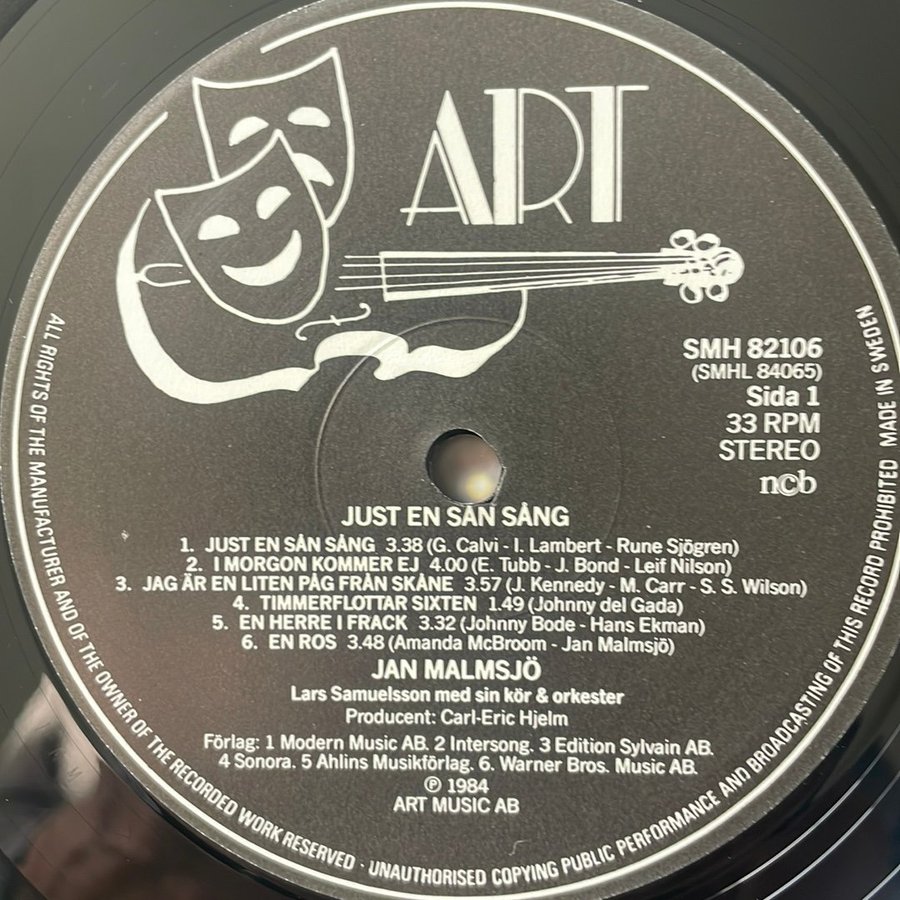 ART
SMH 82106
(SMHL 84065)
Sida 1
33 RPM
STEREO
n©b
JUST EN SÅN SÅNG
1. JUST EN SÅN SÅNG 3.38 (G. Calvi - I. Lambert - Rune Sjögren)
2. I MORGON KOMMER EJ 4.00 (E. Tubb - J. Bond - Leif Nilson)
3. JAG ÄR EN LITEN PÅG FRÅN SKÅNE 3.57 (J. Kennedy - M. Carr - S. S. Wilson)
4. TIMMERFLOTTAR SIXTEN 1.49 (Johnny del Gada)
5. EN HERRE I FRACK 3.32 (Johnny Bode - Hans Ekman)
6. EN ROS 3.48 (Amanda McBroom - Jan Malmsjö)
JAN MALMSJÖ
Lars Samuelsson med sin kör & orkester
Producent: Carl-Eric Hjelm
Förlag: 1 Modern Music AB. 2 Intersong. 3 Edition Sylvain AB.
4 Sonora. 5 Ahlins Musikförlag. 6. Warner Bros. Music AB.
℗ 1984
ART MUSIC AB
ALL RIGHTS OF THE MANUFACTURER AND OF THE OWNER OF THE RECORDED WORK RESERVED · UNAUTHORISED COPYING PUBLIC PERFORMANCE AND BROADCASTING OF THIS RECORD PROHIBITED MADE IN SWEDEN